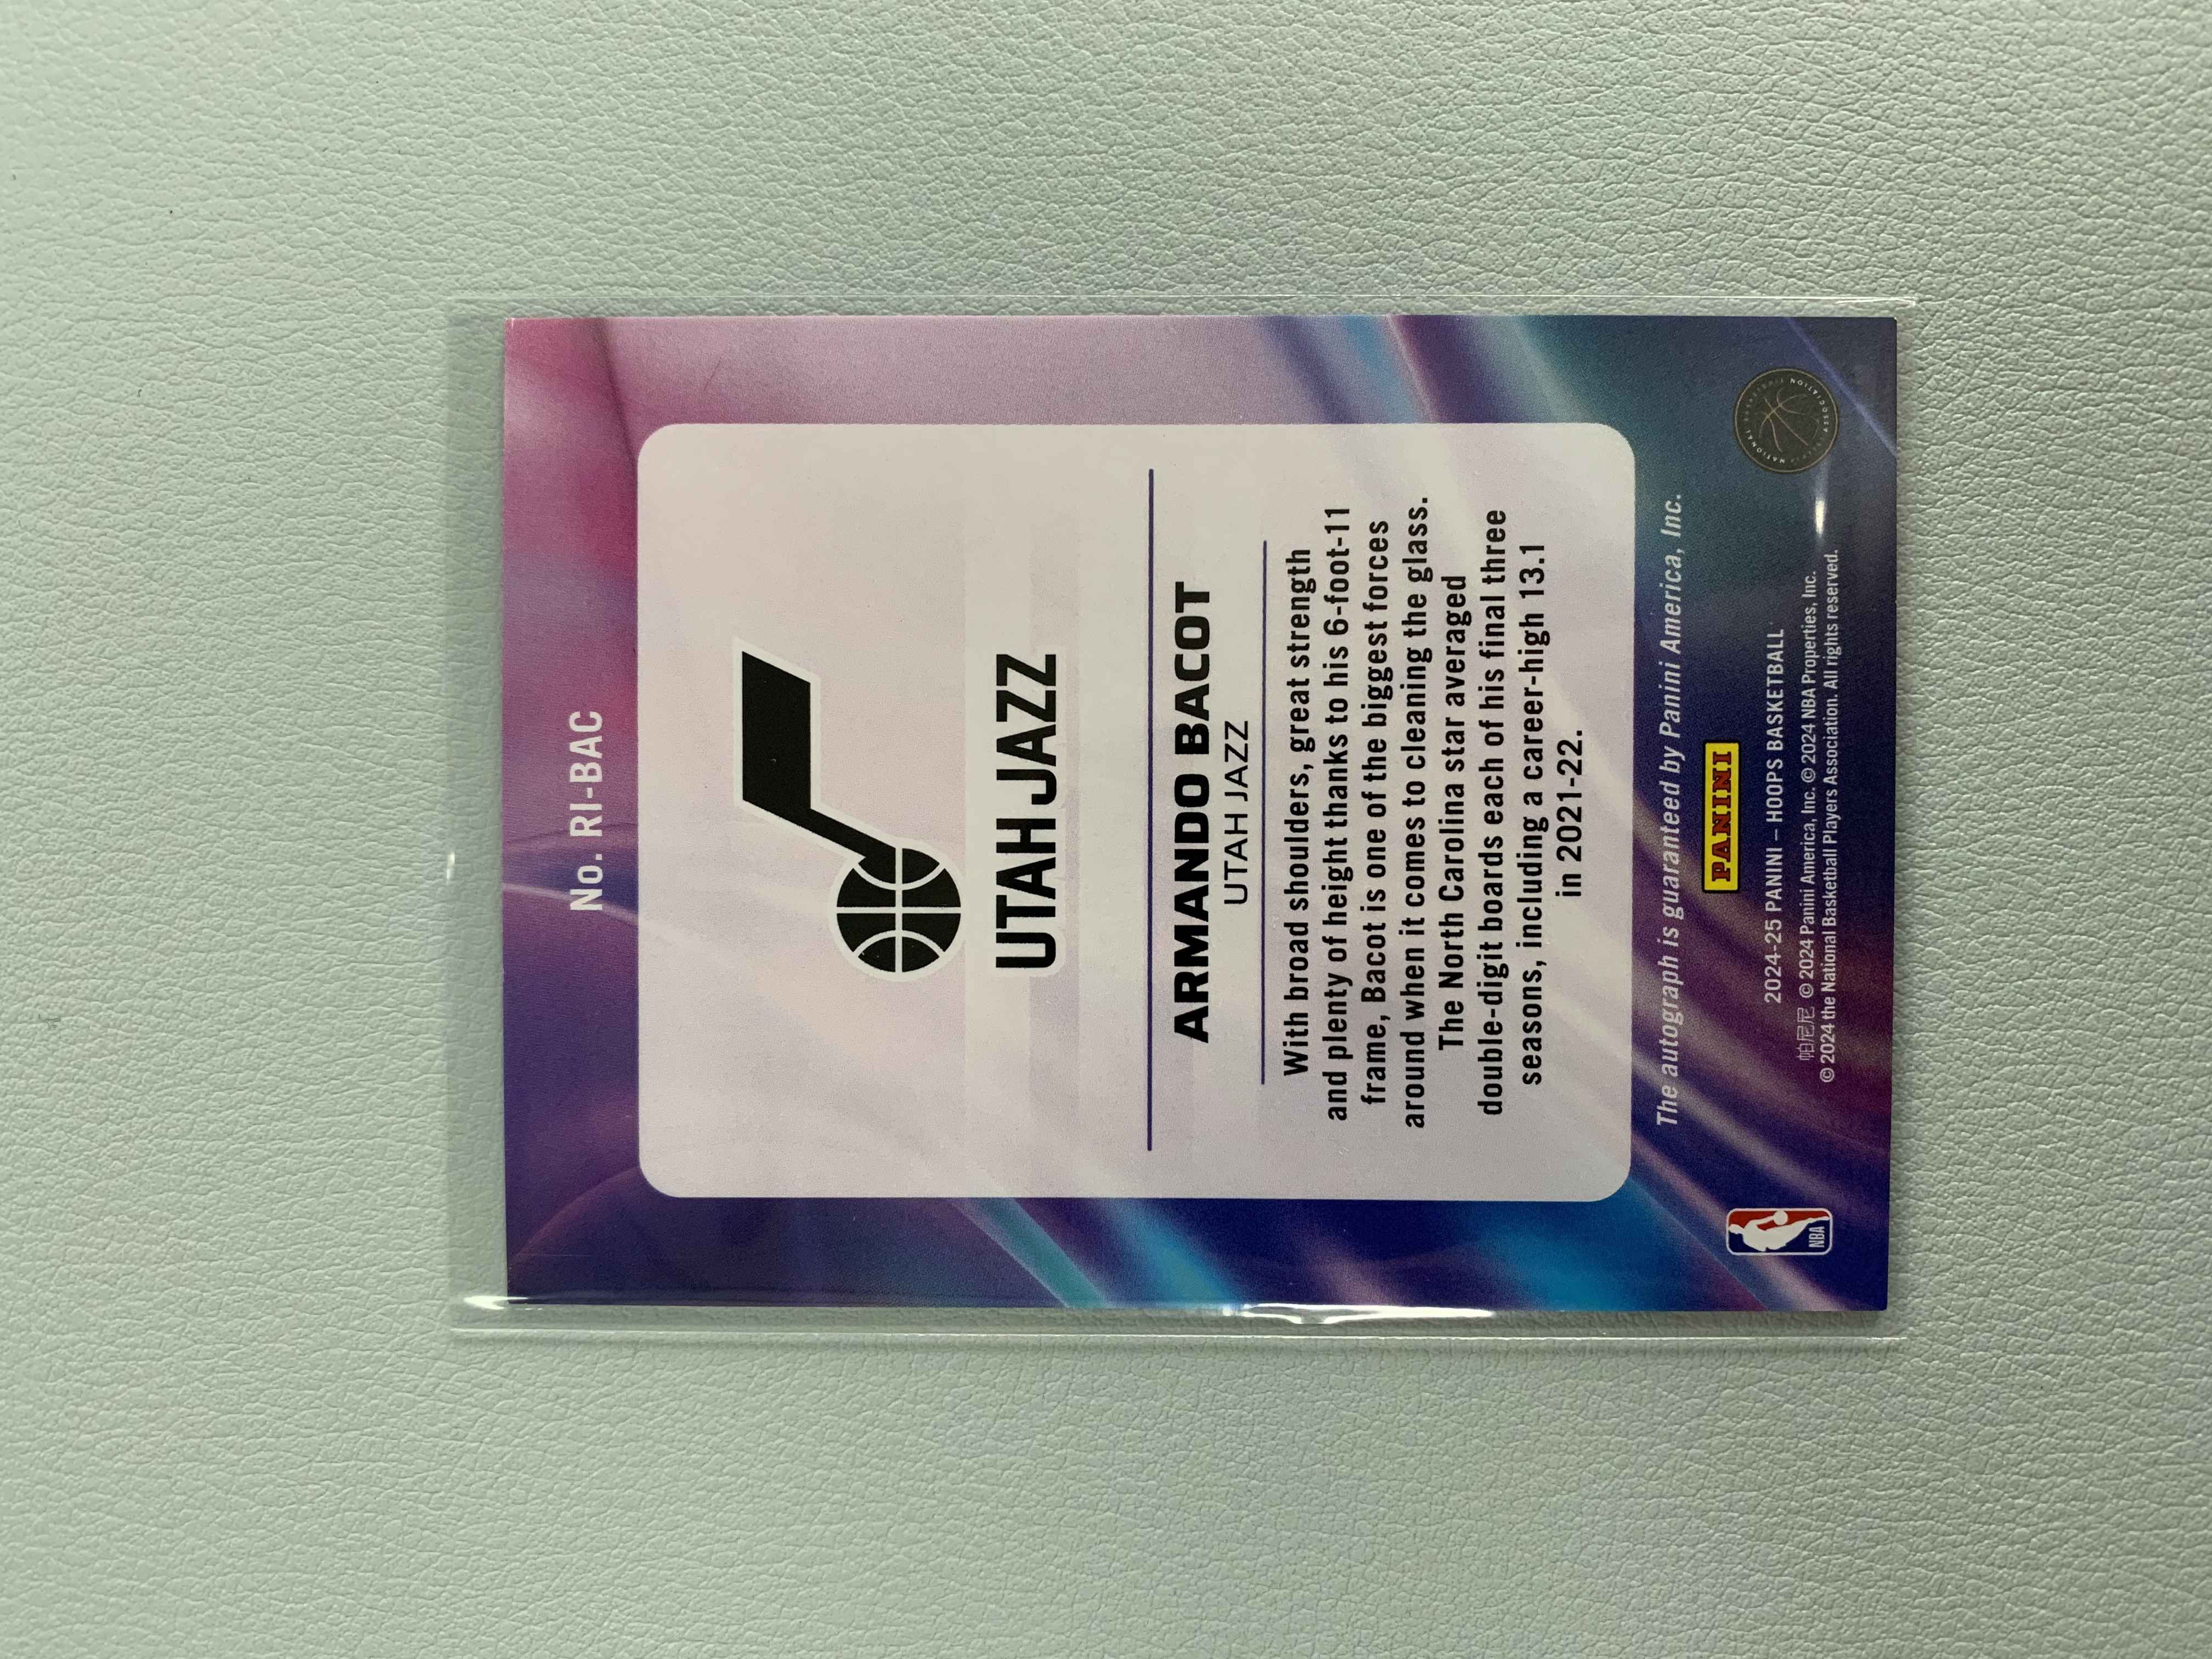 No. RI-BAC
UTAH JAZZ
ARMANDO BACOT
UTAH JAZZ
With broad shoulders, great strength
and plenty of height thanks to his 6-foot-11
frame, Bacot is one of the biggest forces
around when it comes to cleaning the glass.
The North Carolina star averaged
double-digit boards each of his final three
seasons, including a career-high 13.1
in 2021-22.
The autograph is guaranteed by Panini America, Inc.
PANINI
2024-25 PANINI – HOOPS BASKETBALL
帕尼尼 © 2024 Panini America, Inc. © 2024 NBA Properties, Inc.
© 2024 the National Basketball Players Association. All rights reserved.
NBA